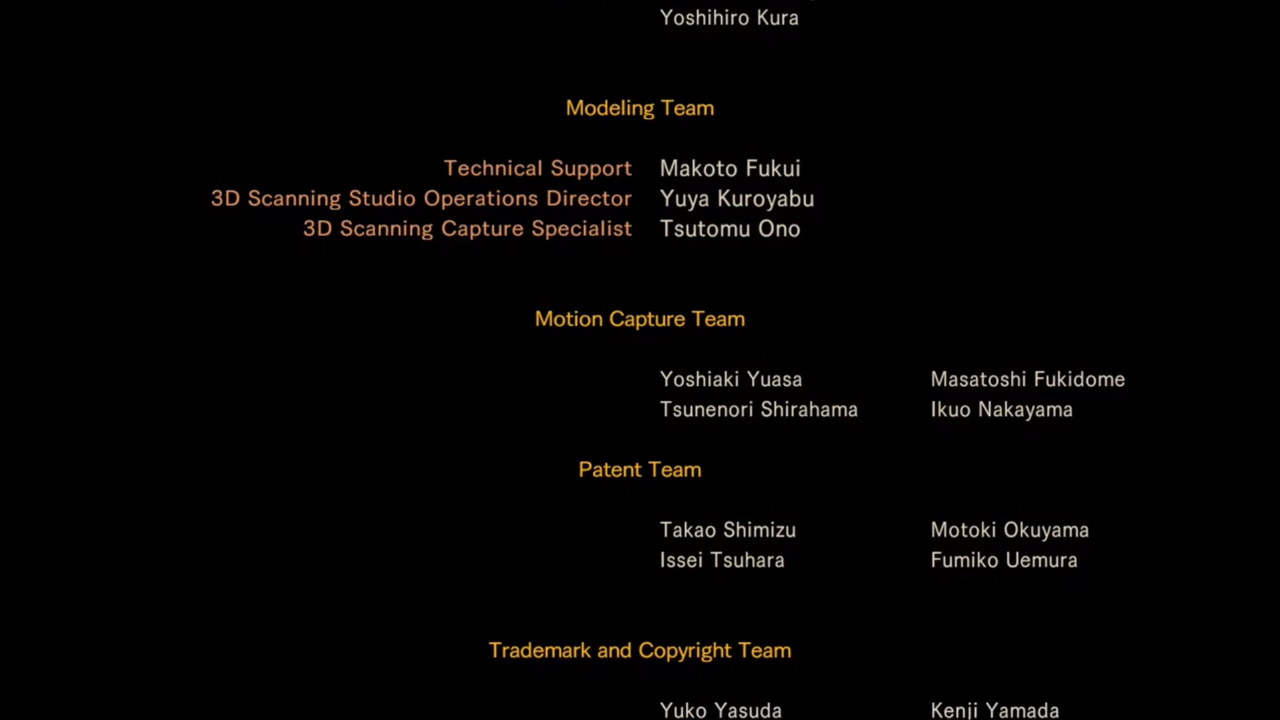 Yoshihiro Kura
Modeling Team
Technical Support Makoto Fukui
3D Scanning Studio Operations Director Yuya Kuroyabu
3D Scanning Capture Specialist Tsutomu Ono
Motion Capture Team
Yoshiaki Yuasa Masatoshi Fukidome
Tsunenori Shirahama Ikuo Nakayama
Patent Team
Takao Shimizu Motoki Okuyama
Issei Tsuhara Fumiko Uemura
Trademark and Copyright Team
Yuko Yasuda Kenji Yamada